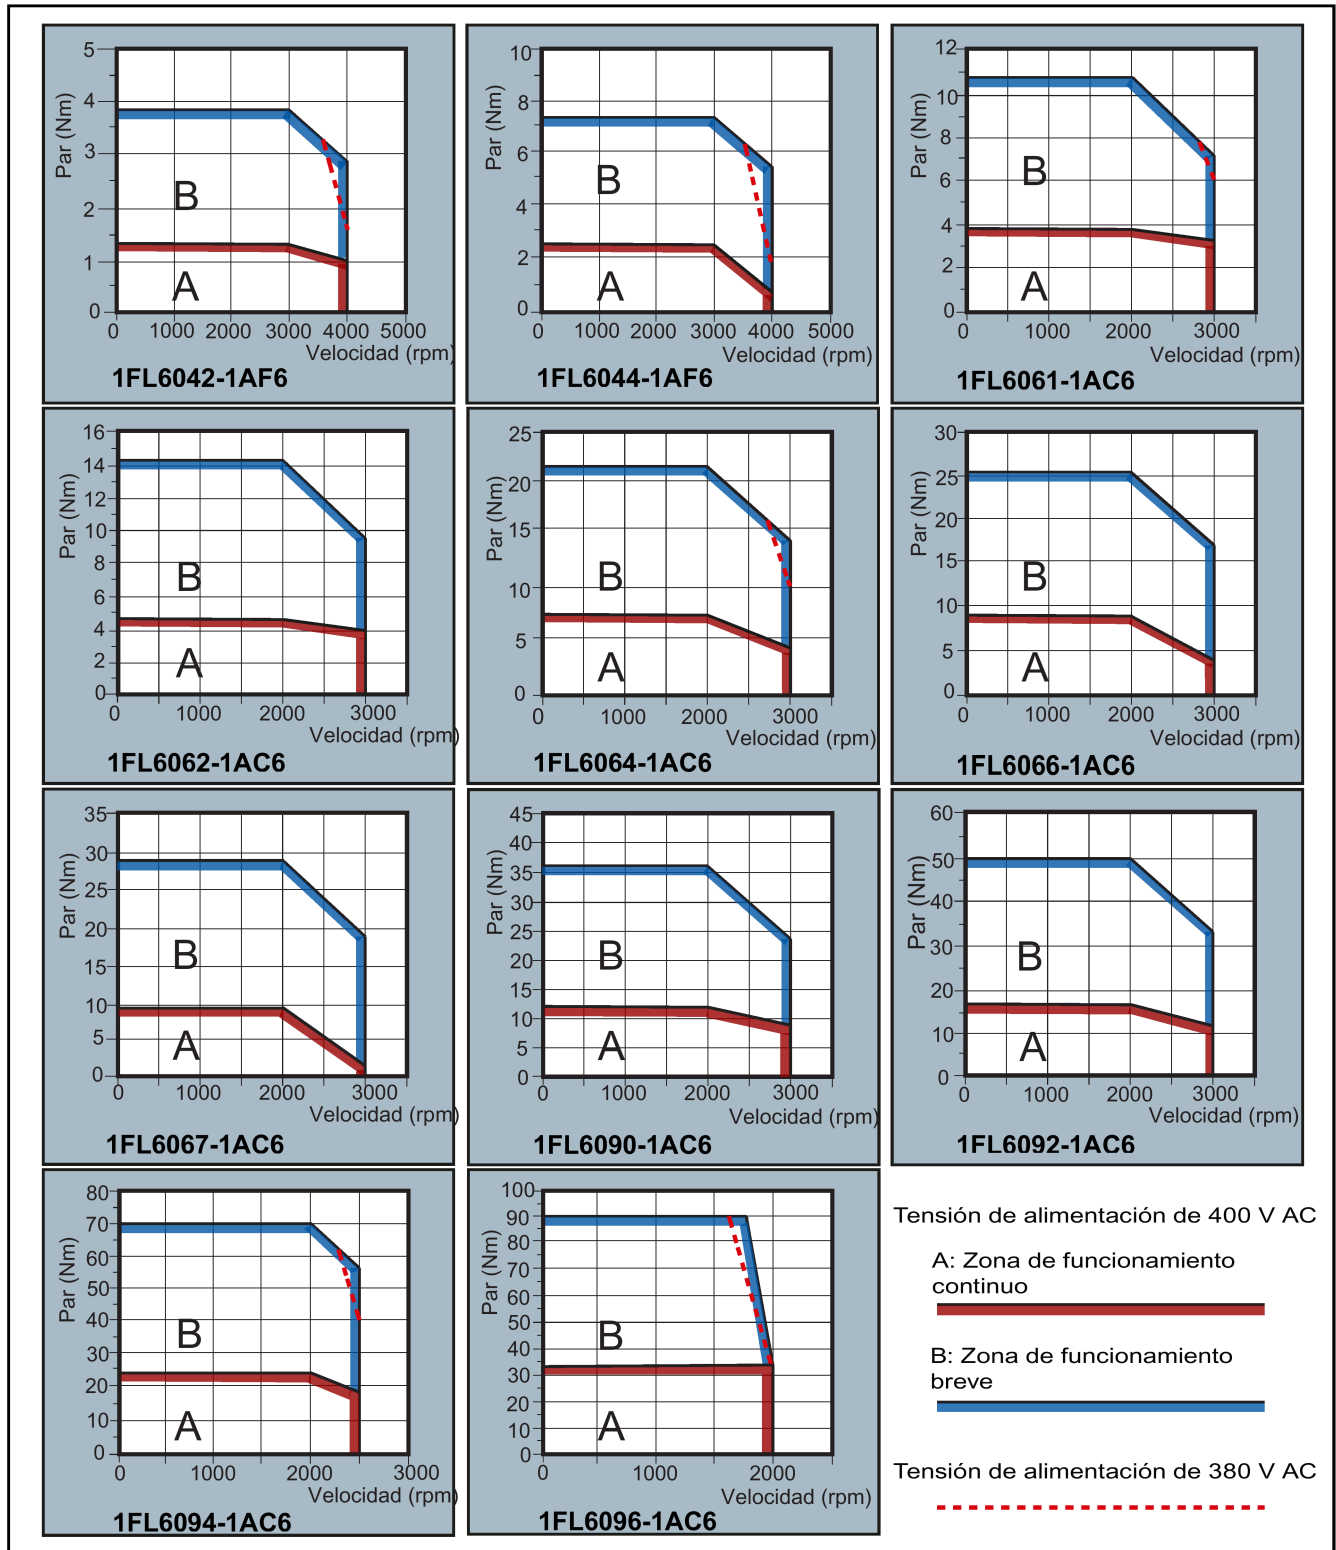 5
4
3
2
1
0
Par (Nm)
B
A
0 1000 2000 3000 4000 5000
Velocidad (rpm)
1FL6042-1AF6
10
8
6
4
2
0
Par (Nm)
B
A
0 1000 2000 3000 4000 5000
Velocidad (rpm)
1FL6044-1AF6
12
10
8
6
4
2
0
Par (Nm)
B
A
0 1000 2000 3000
Velocidad (rpm)
1FL6061-1AC6
16
14
12
10
8
6
4
2
0
Par (Nm)
B
A
0 1000 2000 3000
Velocidad (rpm)
1FL6062-1AC6
25
20
15
10
5
0
Par (Nm)
B
A
0 1000 2000 3000
Velocidad (rpm)
1FL6064-1AC6
30
25
20
15
10
5
0
Par (Nm)
B
A
0 1000 2000 3000
Velocidad (rpm)
1FL6066-1AC6
35
30
25
20
15
10
5
0
Par (Nm)
B
A
0 1000 2000 3000
Velocidad (rpm)
1FL6067-1AC6
45
40
35
30
25
20
15
10
5
0
Par (Nm)
B
A
0 1000 2000 3000
Velocidad (rpm)
1FL6090-1AC6
60
50
40
30
20
10
0
Par (Nm)
B
A
0 1000 2000 3000
Velocidad (rpm)
1FL6092-1AC6
80
70
60
50
40
30
20
10
0
Par (Nm)
B
A
0 1000 2000 3000
Velocidad (rpm)
1FL6094-1AC6
100
90
80
70
60
50
40
30
20
10
0
Par (Nm)
B
A
0 1000 2000
Velocidad (rpm)
1FL6096-1AC6
Tensión de alimentación de 400 V AC
A: Zona de funcionamiento
continuo
B: Zona de funcionamiento
breve
Tensión de alimentación de 380 V AC